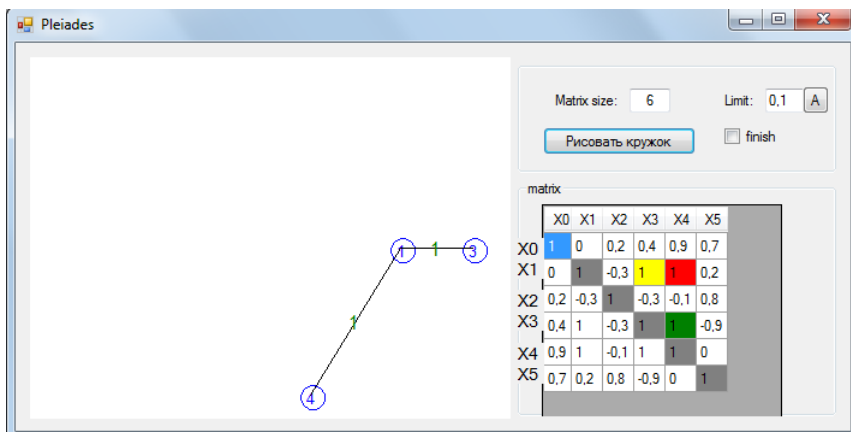 Pleiades
Matrix size: 6 Limit: 0,1 A
Рисовать кружок finish
matrix
X0 X1 X2 X3 X4 X5
X0 1 0 0,2 0,4 0,9 0,7
X1 0 1 -0,3 1 1 0,2
X2 0,2 -0,3 1 -0,3 -0,1 0,8
X3 0,4 1 -0,3 1 1 -0,9
X4 0,9 1 -0,1 1 1 0
X5 0,7 0,2 0,8 -0,9 0 1
1 1 3
1
4